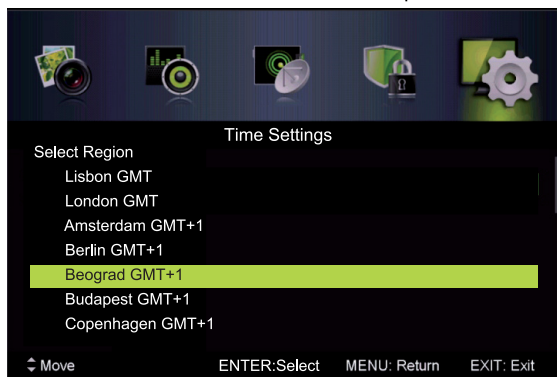 Time Settings
Select Region
Lisbon GMT
London GMT
Amsterdam GMT+1
Berlin GMT+1
Beograd GMT+1
Budapest GMT+1
Copenhagen GMT+1
Move ENTER:Select MENU: Return EXIT: Exit